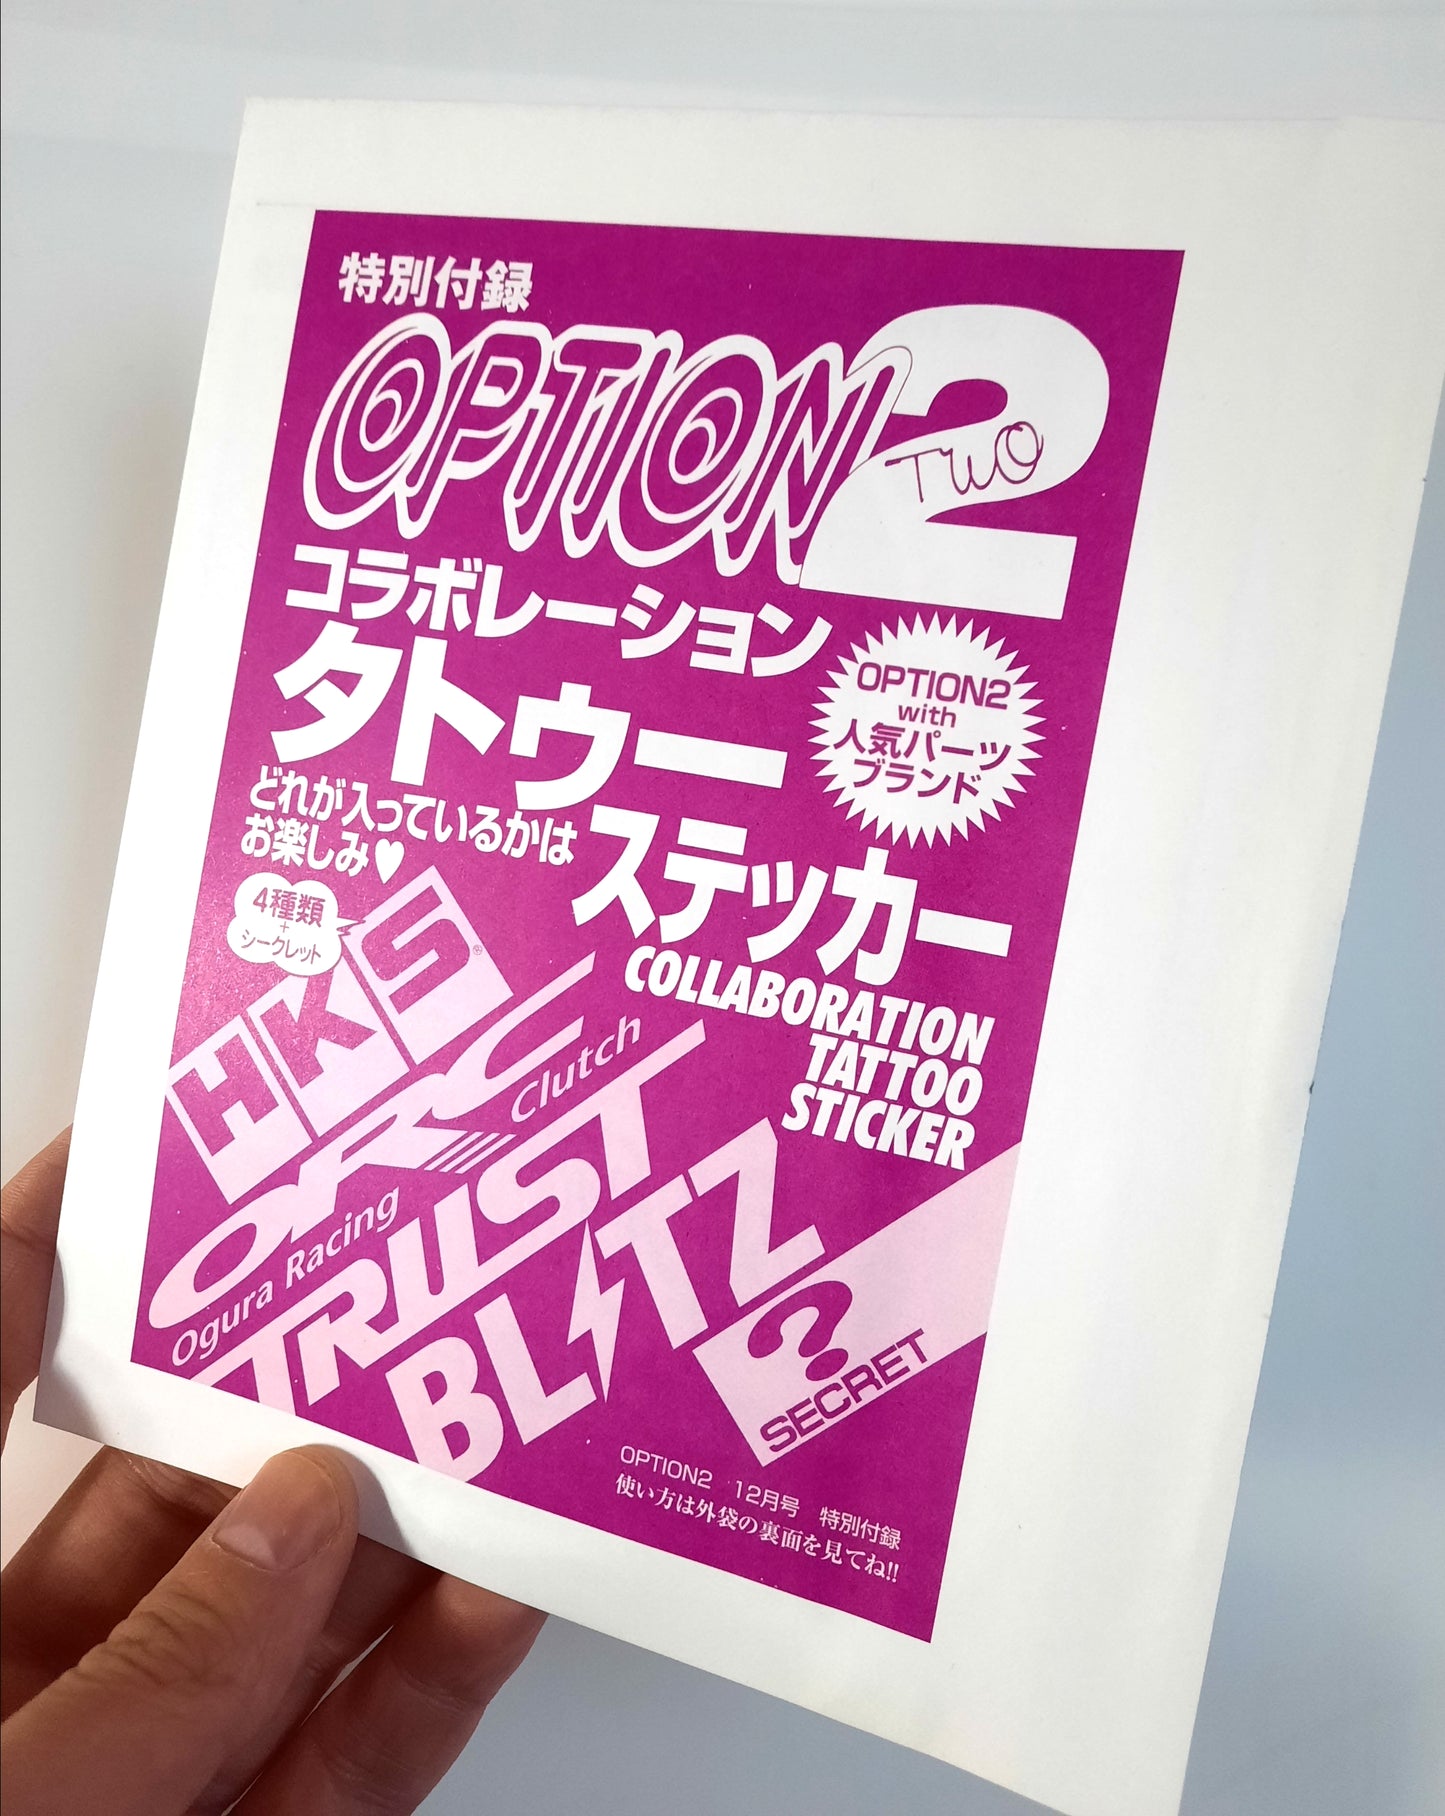 特別付録
OPTION2
TWO
コラボレーション
タトゥー
ステッカー
OPTION2
with
人気パーツ
ブランド
どれが入っているかは
お楽しみ♥
4種類
+
シークレット
COLLABORATION
TATTOO
STICKER
HKS®
ORC
Clutch
Ogura Racing
TRUST
BLITZ
?
SECRET
OPTION2 12月号 特別付録
使い方は外袋の裏面を見てね!!